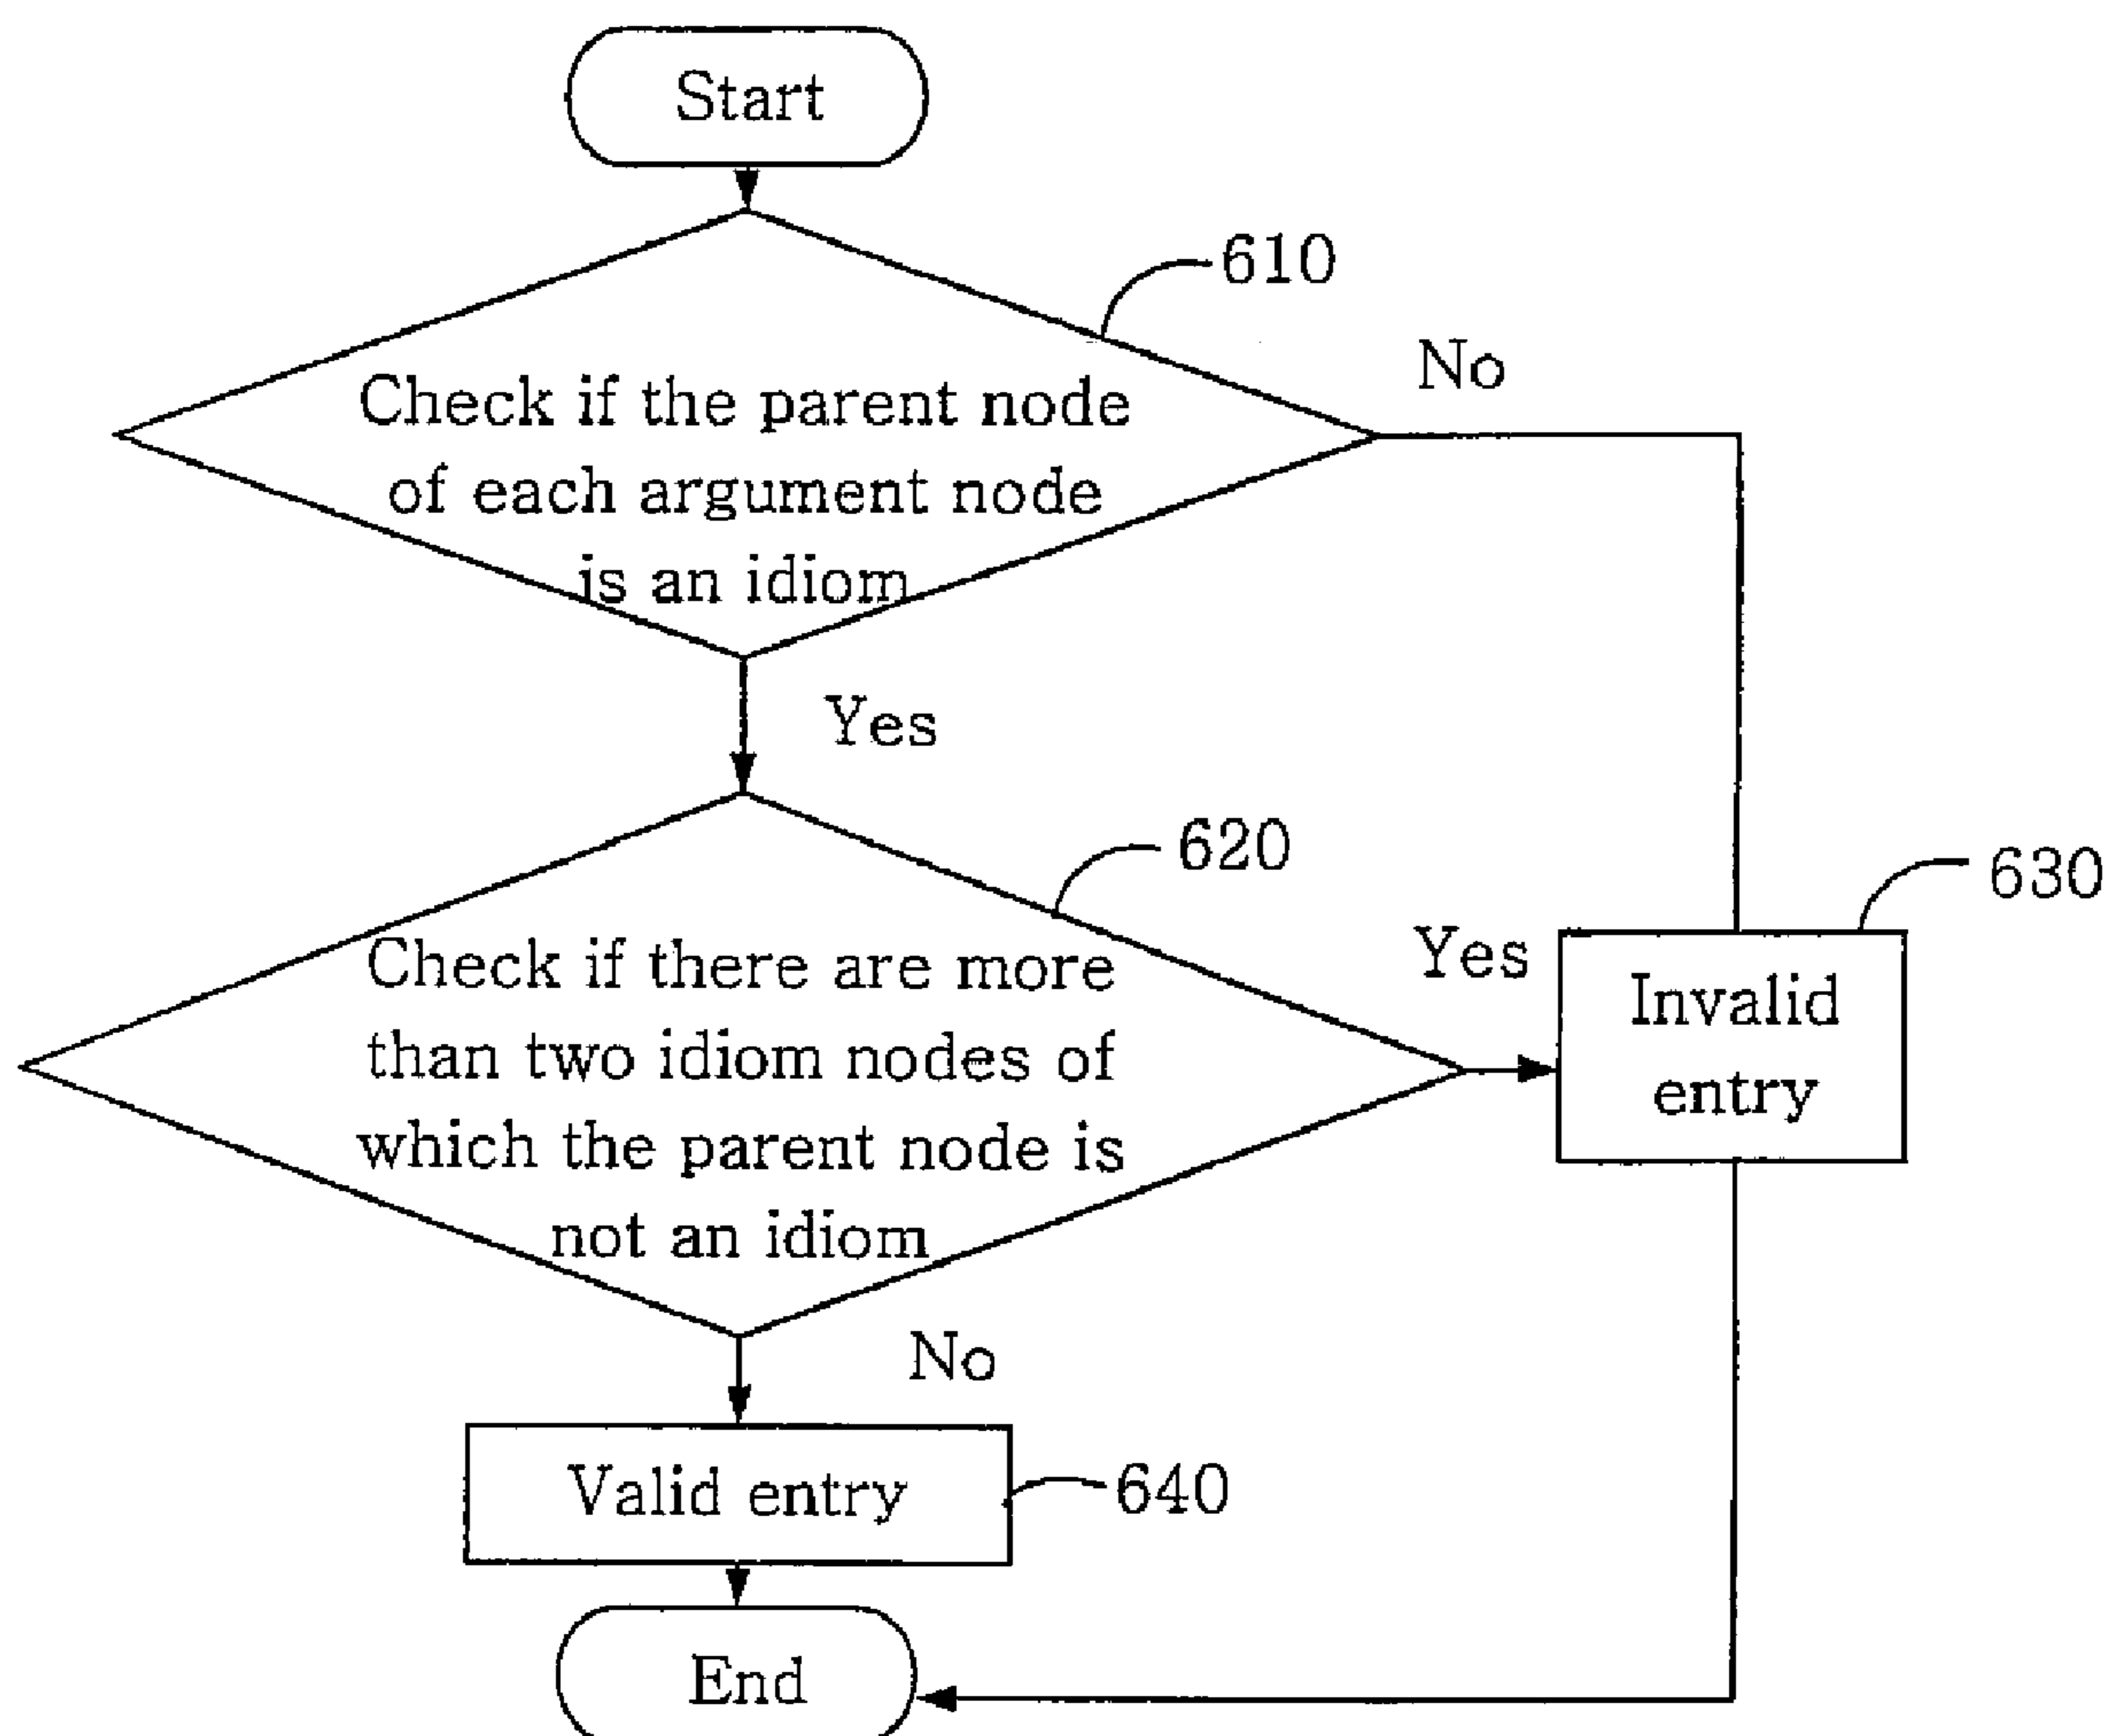 Start
610
No
Check if the parent node
of each argument node
is an idiom
Yes
620
630
Yes
Check if there are more
than two idiom nodes of
which the parent node is
not an idiom
Invalid
entry
No
Valid entry
640
End